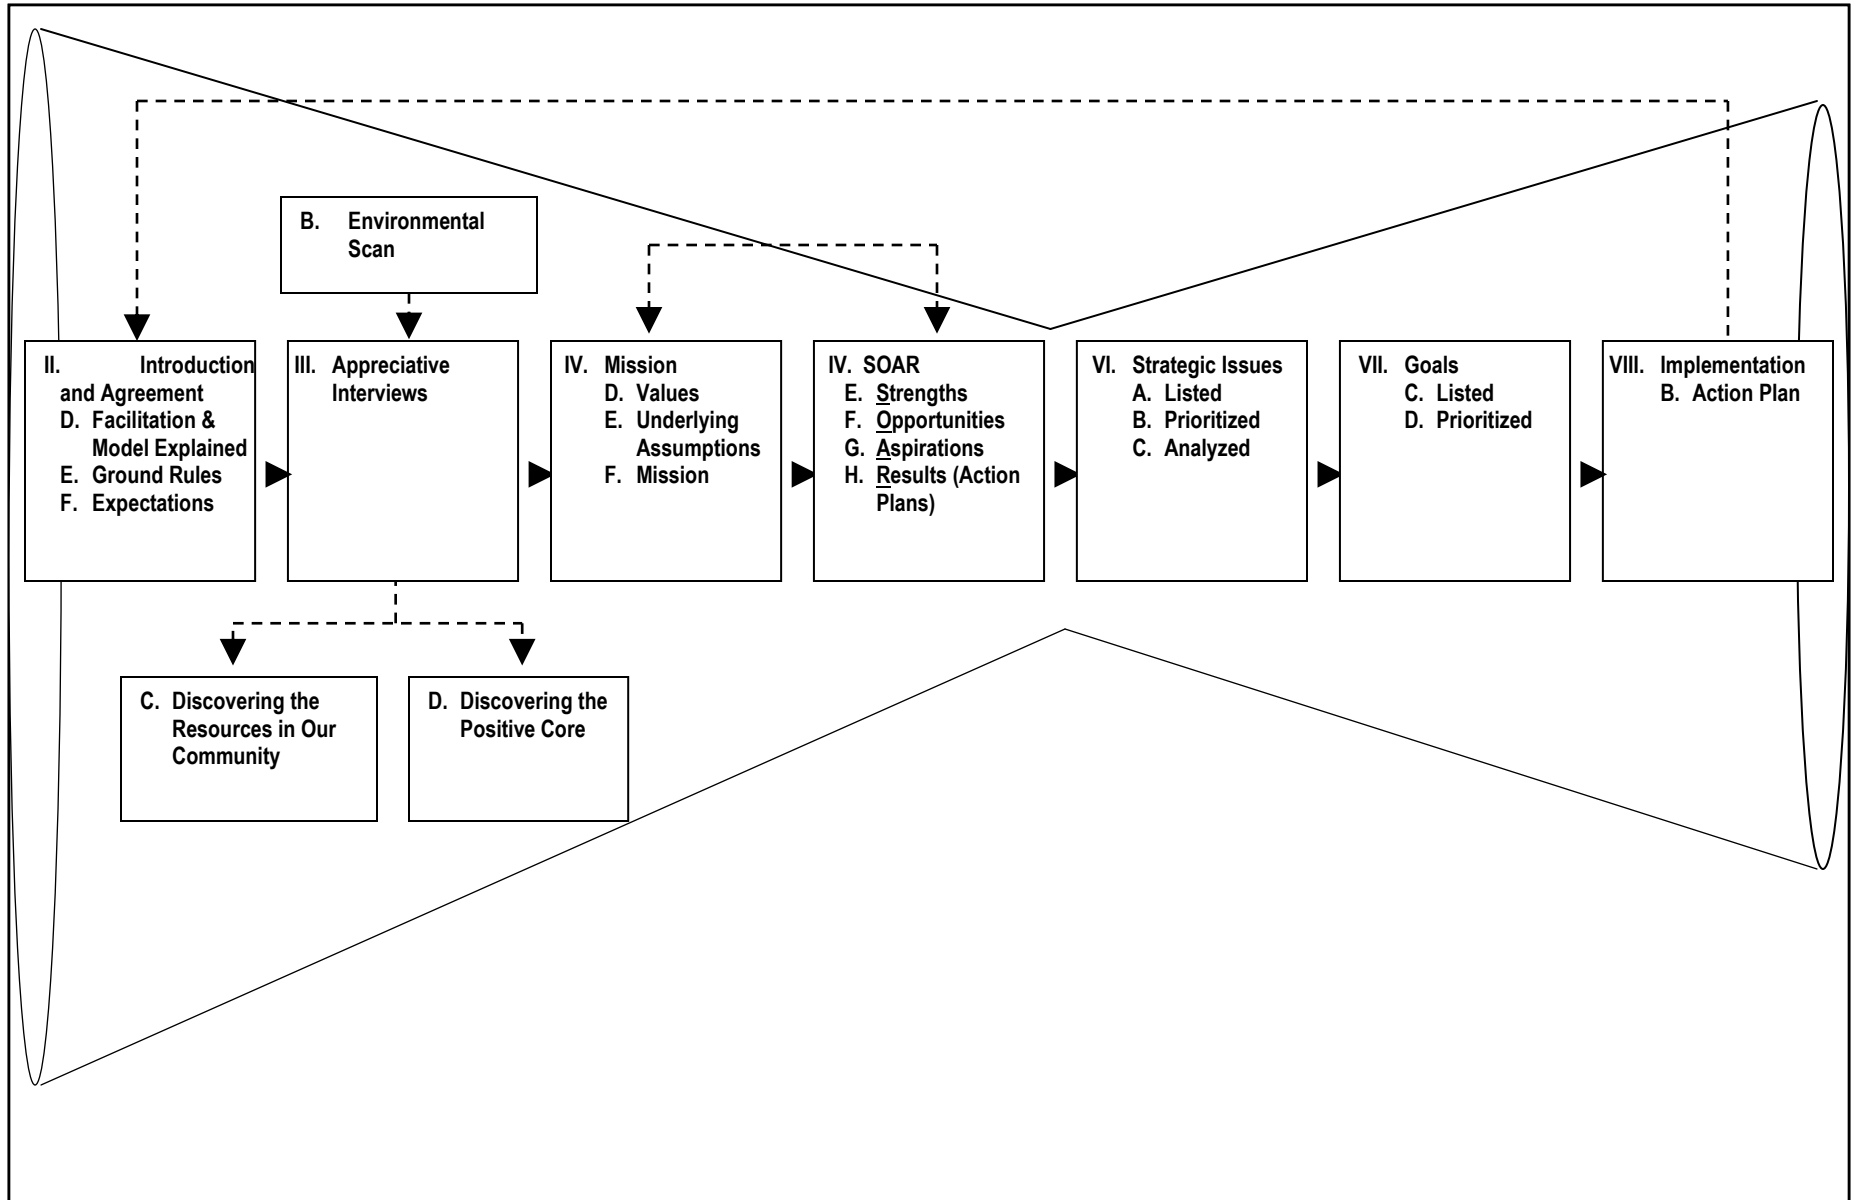 B. Environmental
Scan
II. Introduction
and Agreement
D. Facilitation &
Model Explained
E. Ground Rules
F. Expectations
III. Appreciative
Interviews
IV. Mission
D. Values
E. Underlying
Assumptions
F. Mission
IV. SOAR
E. Strengths
F. Opportunities
G. Aspirations
H. Results (Action
Plans)
VI. Strategic Issues
A. Listed
B. Prioritized
C. Analyzed
VII. Goals
C. Listed
D. Prioritized
VIII. Implementation
B. Action Plan
C. Discovering the
Resources in Our
Community
D. Discovering the
Positive Core